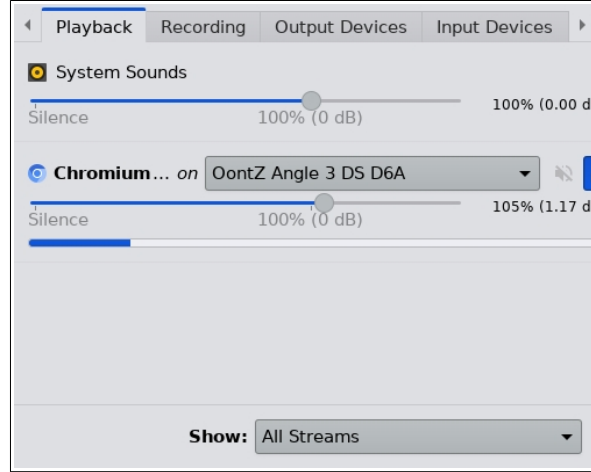 Playback Recording Output Devices Input Devices
System Sounds
100% (0.00 d
Silence 100% (0 dB)
Chromium... on OontZ Angle 3 DS D6A
105% (1.17 d
Silence 100% (0 dB)
Show: All Streams